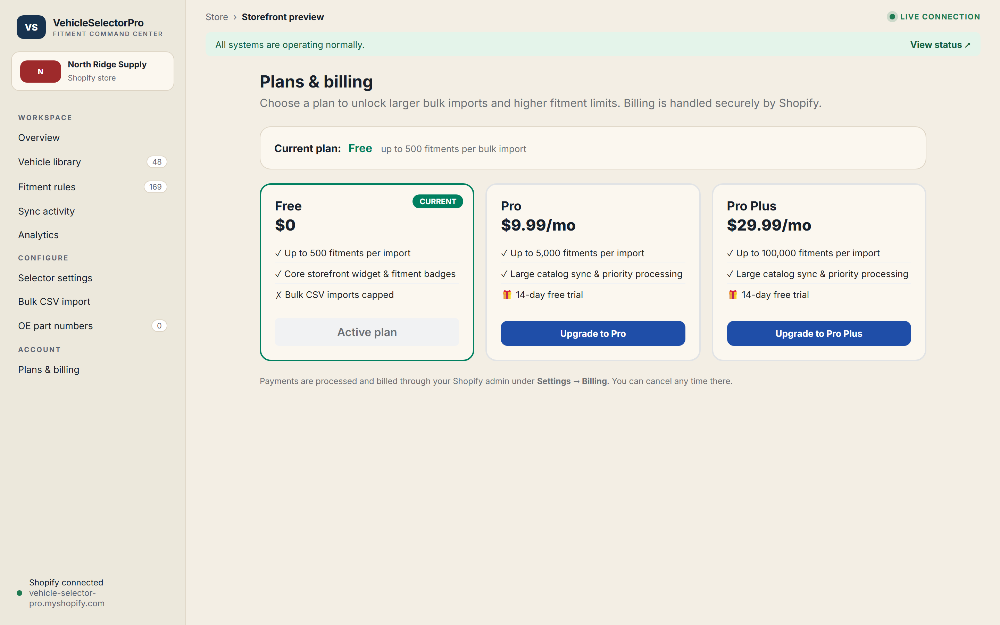 VS
VehicleSelectorPro
FITMENT COMMAND CENTER
N
North Ridge Supply
Shopify store
WORKSPACE
Overview
Vehicle library 48
Fitment rules 169
Sync activity
Analytics
CONFIGURE
Selector settings
Bulk CSV import
OE part numbers 0
ACCOUNT
Plans & billing
Shopify connected
vehicle-selector-
pro.myshopify.com
Store › Storefront preview
LIVE CONNECTION
All systems are operating normally.
View status ↗
Plans & billing
Choose a plan to unlock larger bulk imports and higher fitment limits. Billing is handled securely by Shopify.
Current plan: Free up to 500 fitments per bulk import
Free
CURRENT
$0
✓ Up to 500 fitments per import
✓ Core storefront widget & fitment badges
✗ Bulk CSV imports capped
Active plan
Pro
$9.99/mo
✓ Up to 5,000 fitments per import
✓ Large catalog sync & priority processing
🎁 14-day free trial
Upgrade to Pro
Pro Plus
$29.99/mo
✓ Up to 100,000 fitments per import
✓ Large catalog sync & priority processing
🎁 14-day free trial
Upgrade to Pro Plus
Payments are processed and billed through your Shopify admin under Settings → Billing. You can cancel any time there.